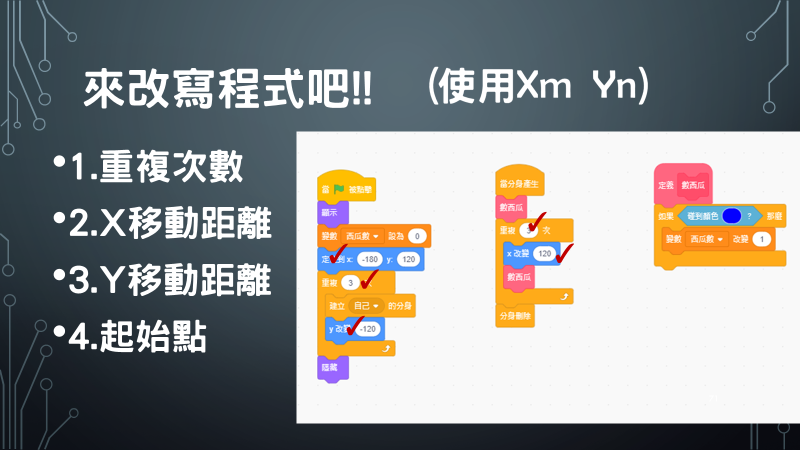 來改寫程式吧!! (使用Xm Yn)
•1.重複次數
•2.X移動距離
•3.Y移動距離
•4.起始點
當 被點擊
顯示
變數 西瓜數 設為 0
定位到 x: -180 y: 120
重複 3
建立 自己 的分身
y 改變 -120
隱藏
當分身產生
數西瓜
重複 次
x 改變 120
數西瓜
分身刪除
定義 數西瓜
如果 碰到顏色 ? 那麼
變數 西瓜數 改變 1